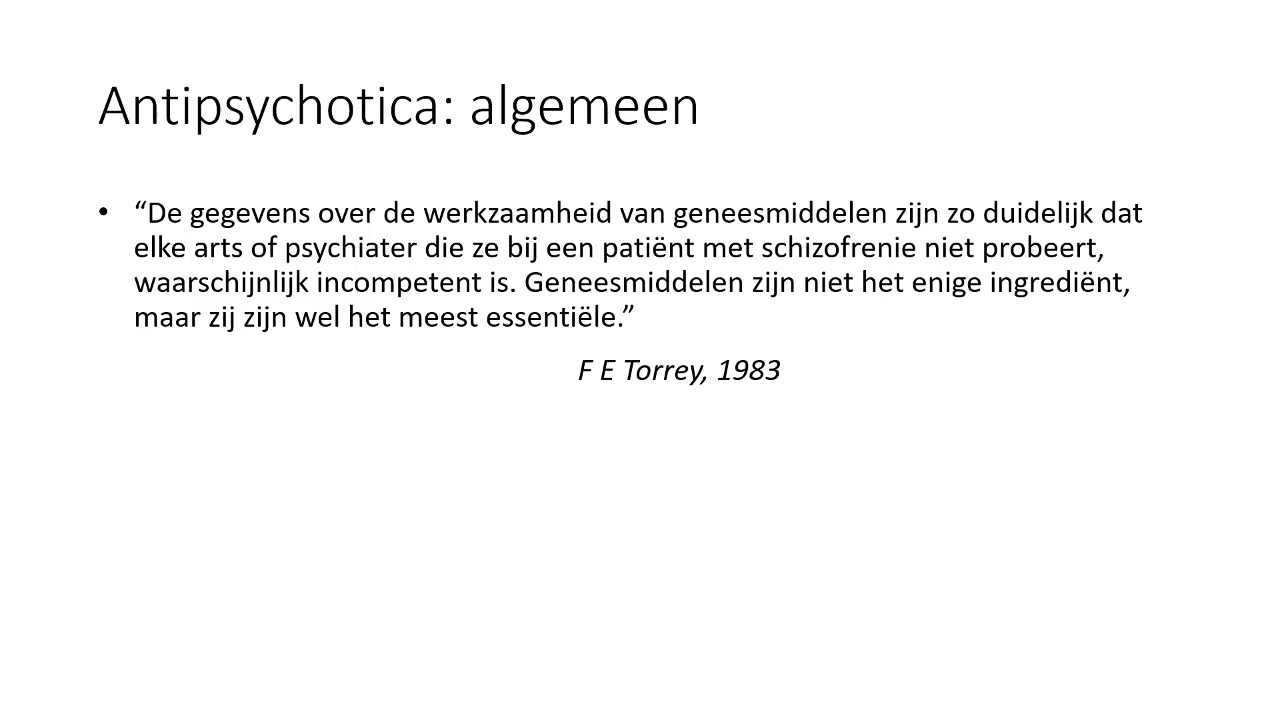 Antipsychotica: algemeen
• “De gegevens over de werkzaamheid van geneesmiddelen zijn zo duidelijk dat
elke arts of psychiater die ze bij een patiënt met schizofrenie niet probeert,
waarschijnlijk incompetent is. Geneesmiddelen zijn niet het enige ingrediënt,
maar zij zijn wel het meest essentiële.”
F E Torrey, 1983